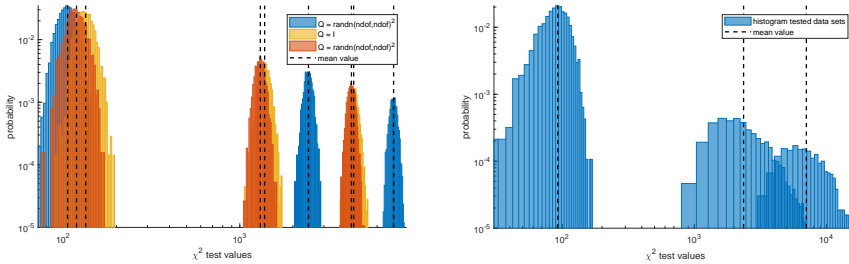 Q = randn(ndof,ndof)²
Q = I
Q = randn(ndof,ndof)²
mean value
probability
10⁻²
10⁻³
10⁻⁴
10⁻⁵
10²
10³
χ² test values
histogram tested data sets
mean value
probability
10⁻²
10⁻³
10⁻⁴
10⁻⁵
10²
10³
10⁴
χ² test values